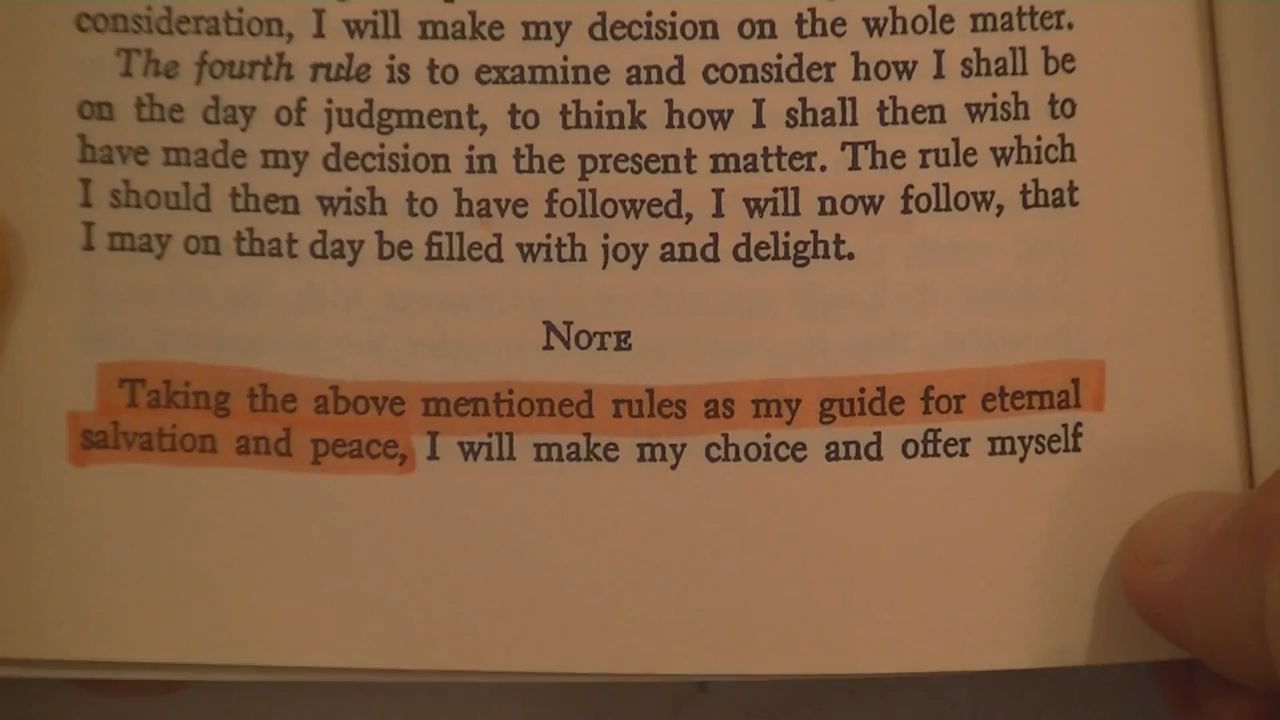 consideration, I will make my decision on the whole matter.
The fourth rule is to examine and consider how I shall be
on the day of judgment, to think how I shall then wish to
have made my decision in the present matter. The rule which
I should then wish to have followed, I will now follow, that
I may on that day be filled with joy and delight.
NOTE
Taking the above mentioned rules as my guide for eternal
salvation and peace, I will make my choice and offer myself